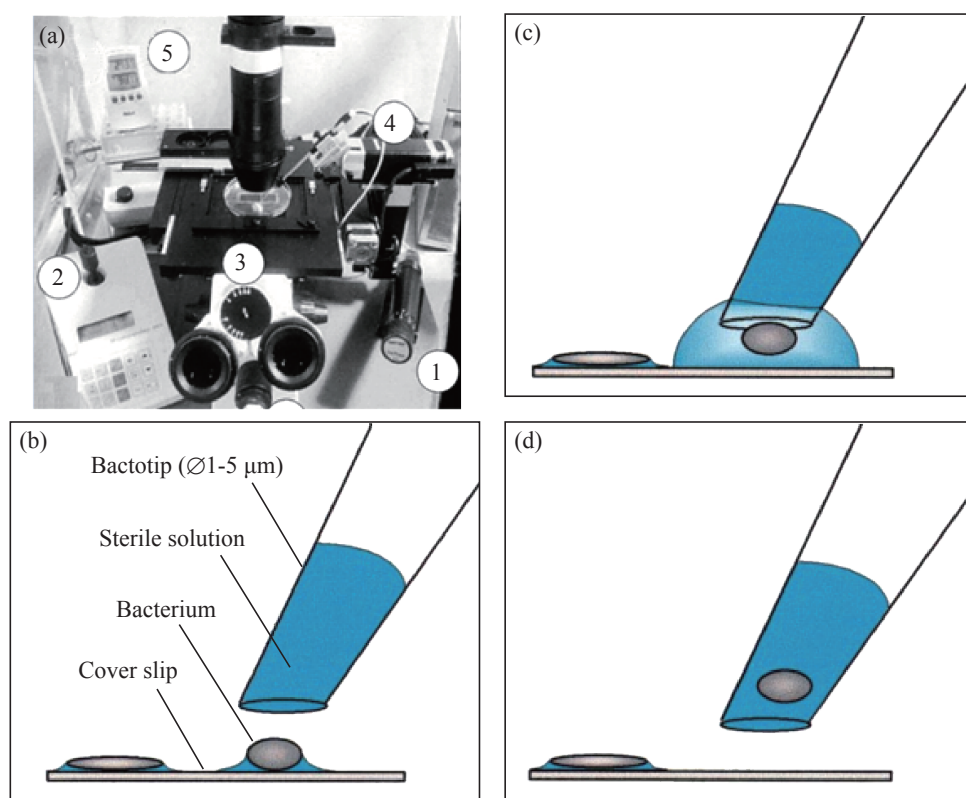 (a)
5
4
2
3
1
(c)
(b)
Bactotip (∅1-5 μm)
Sterile solution
Bacterium
Cover slip
(d)